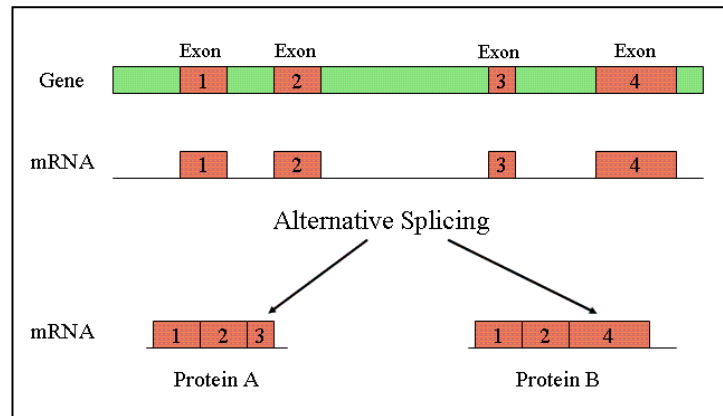 Exon Exon Exon Exon
Gene 1 2 3 4
mRNA 1 2 3 4
Alternative Splicing
mRNA 1 2 3 1 2 4
Protein A Protein B